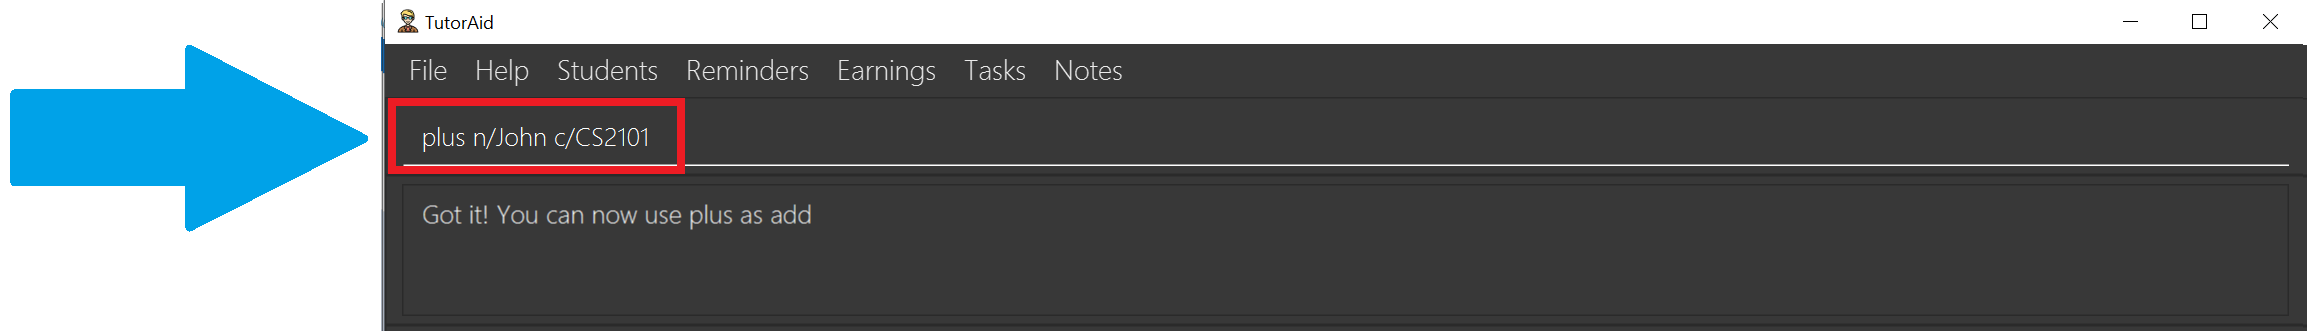 TutorAid
File Help Students Reminders Earnings Tasks Notes
plus n/John c/CS2101
Got it! You can now use plus as add